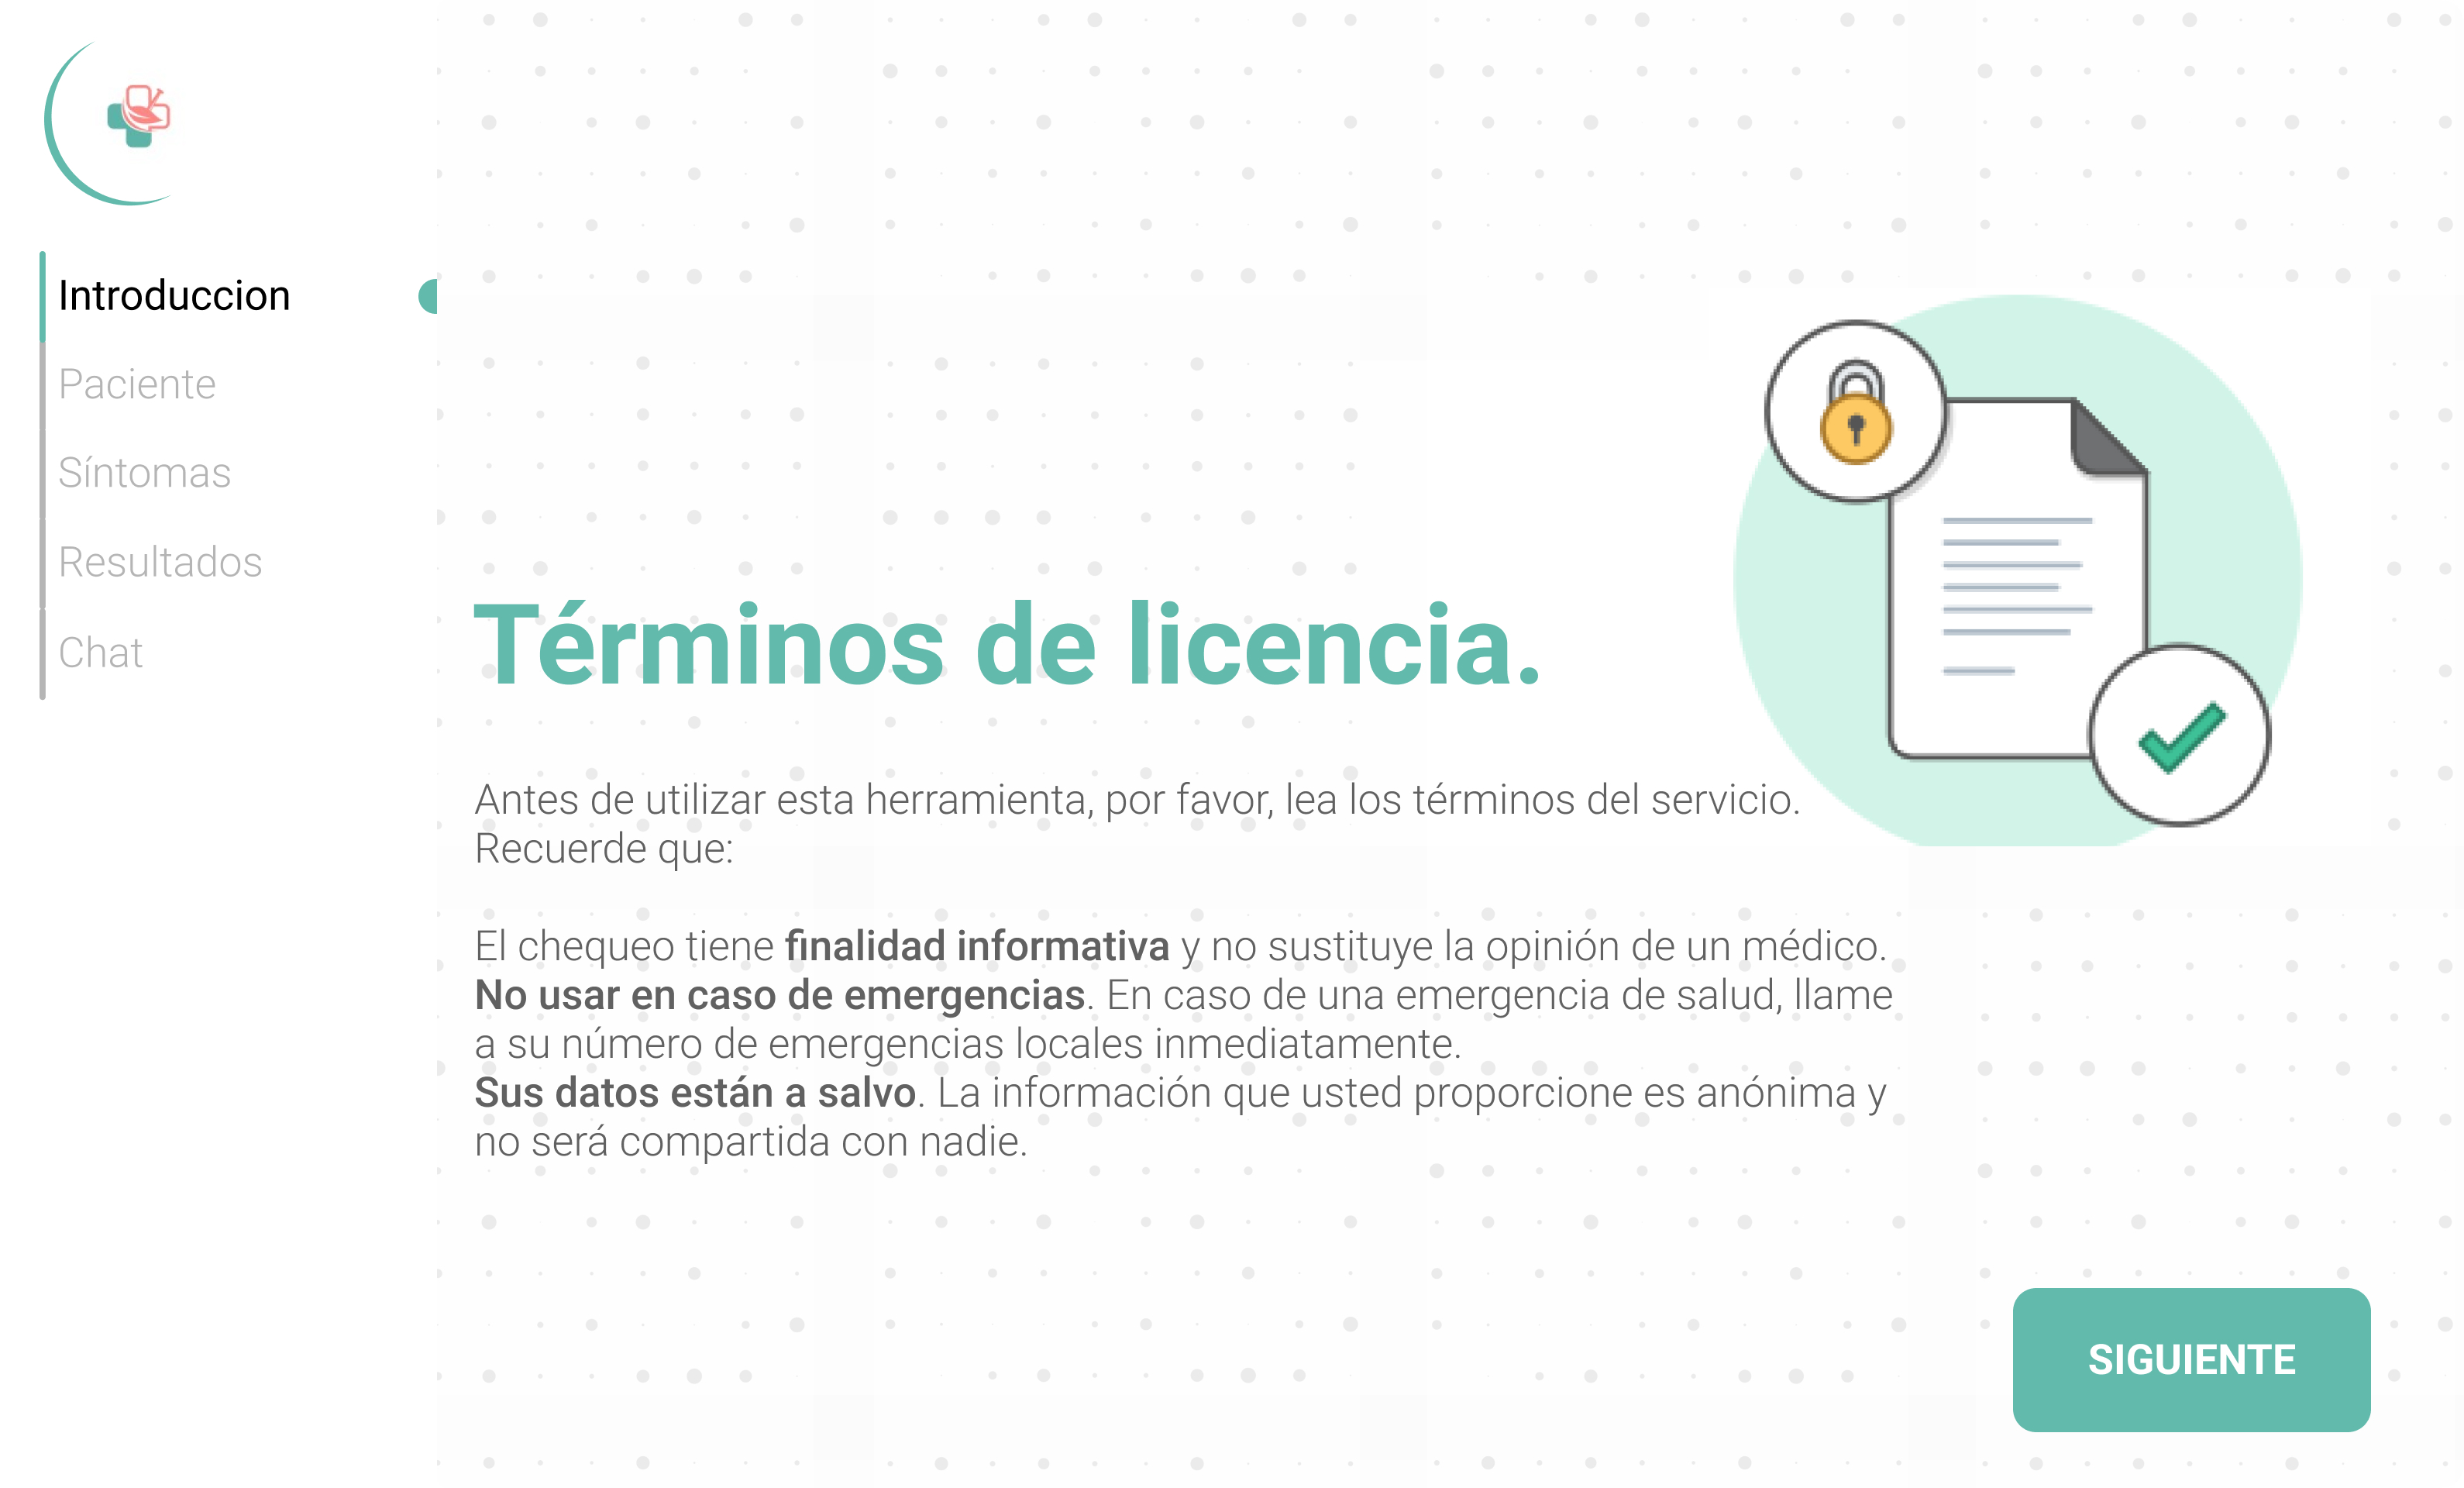 Introduccion
Paciente
Síntomas
Resultados
Chat
Términos de licencia.
Antes de utilizar esta herramienta, por favor, lea los términos del servicio.
Recuerde que:
El chequeo tiene finalidad informativa y no sustituye la opinión de un médico.
No usar en caso de emergencias. En caso de una emergencia de salud, llame
a su número de emergencias locales inmediatamente.
Sus datos están a salvo. La información que usted proporcione es anónima y
no será compartida con nadie.
SIGUIENTE